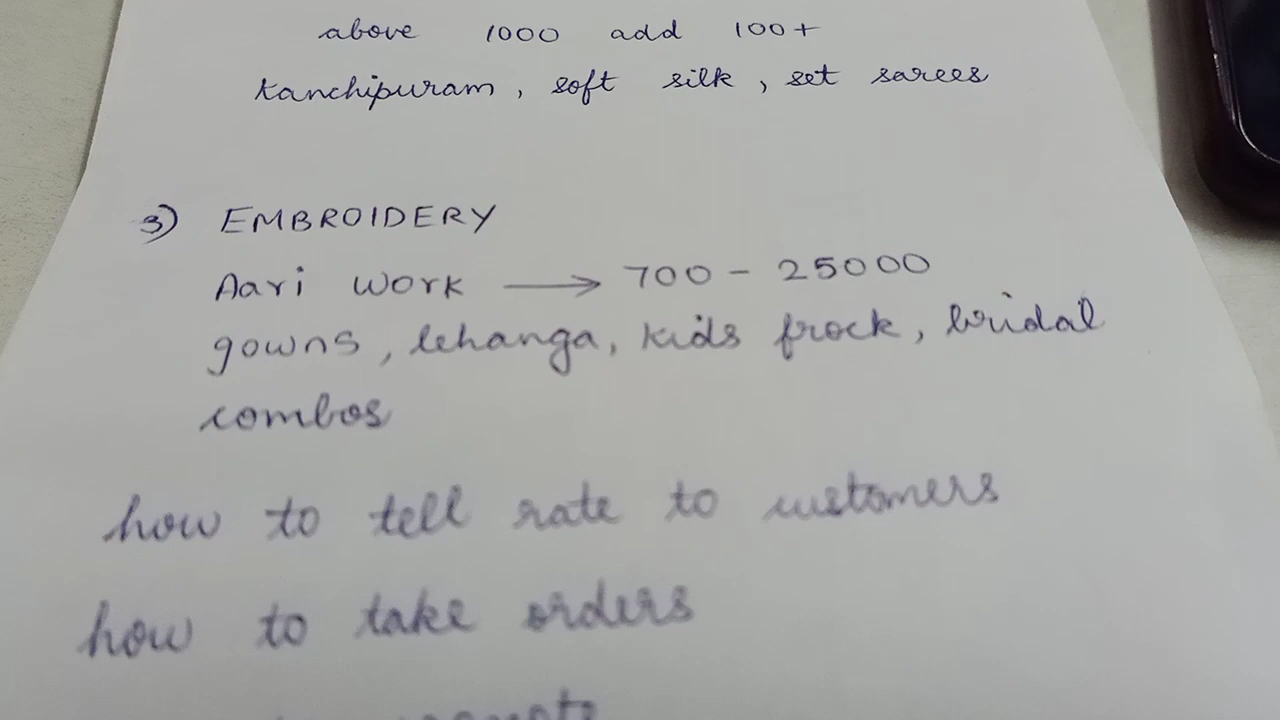 above 1000 add 100+
Kanchipuram, soft silk, set sarees
3) EMBROIDERY
Aari work → 700 - 25000
gowns, lehanga, kids frock, bridal
combos
how to tell rate to customers
how to take orders